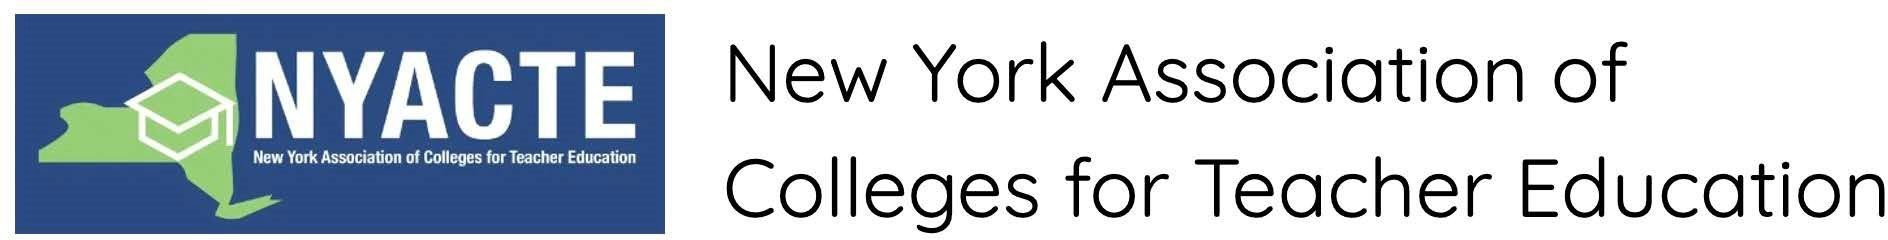 NYACTE
New York Association of Colleges for Teacher Education
New York Association of
Colleges for Teacher Education